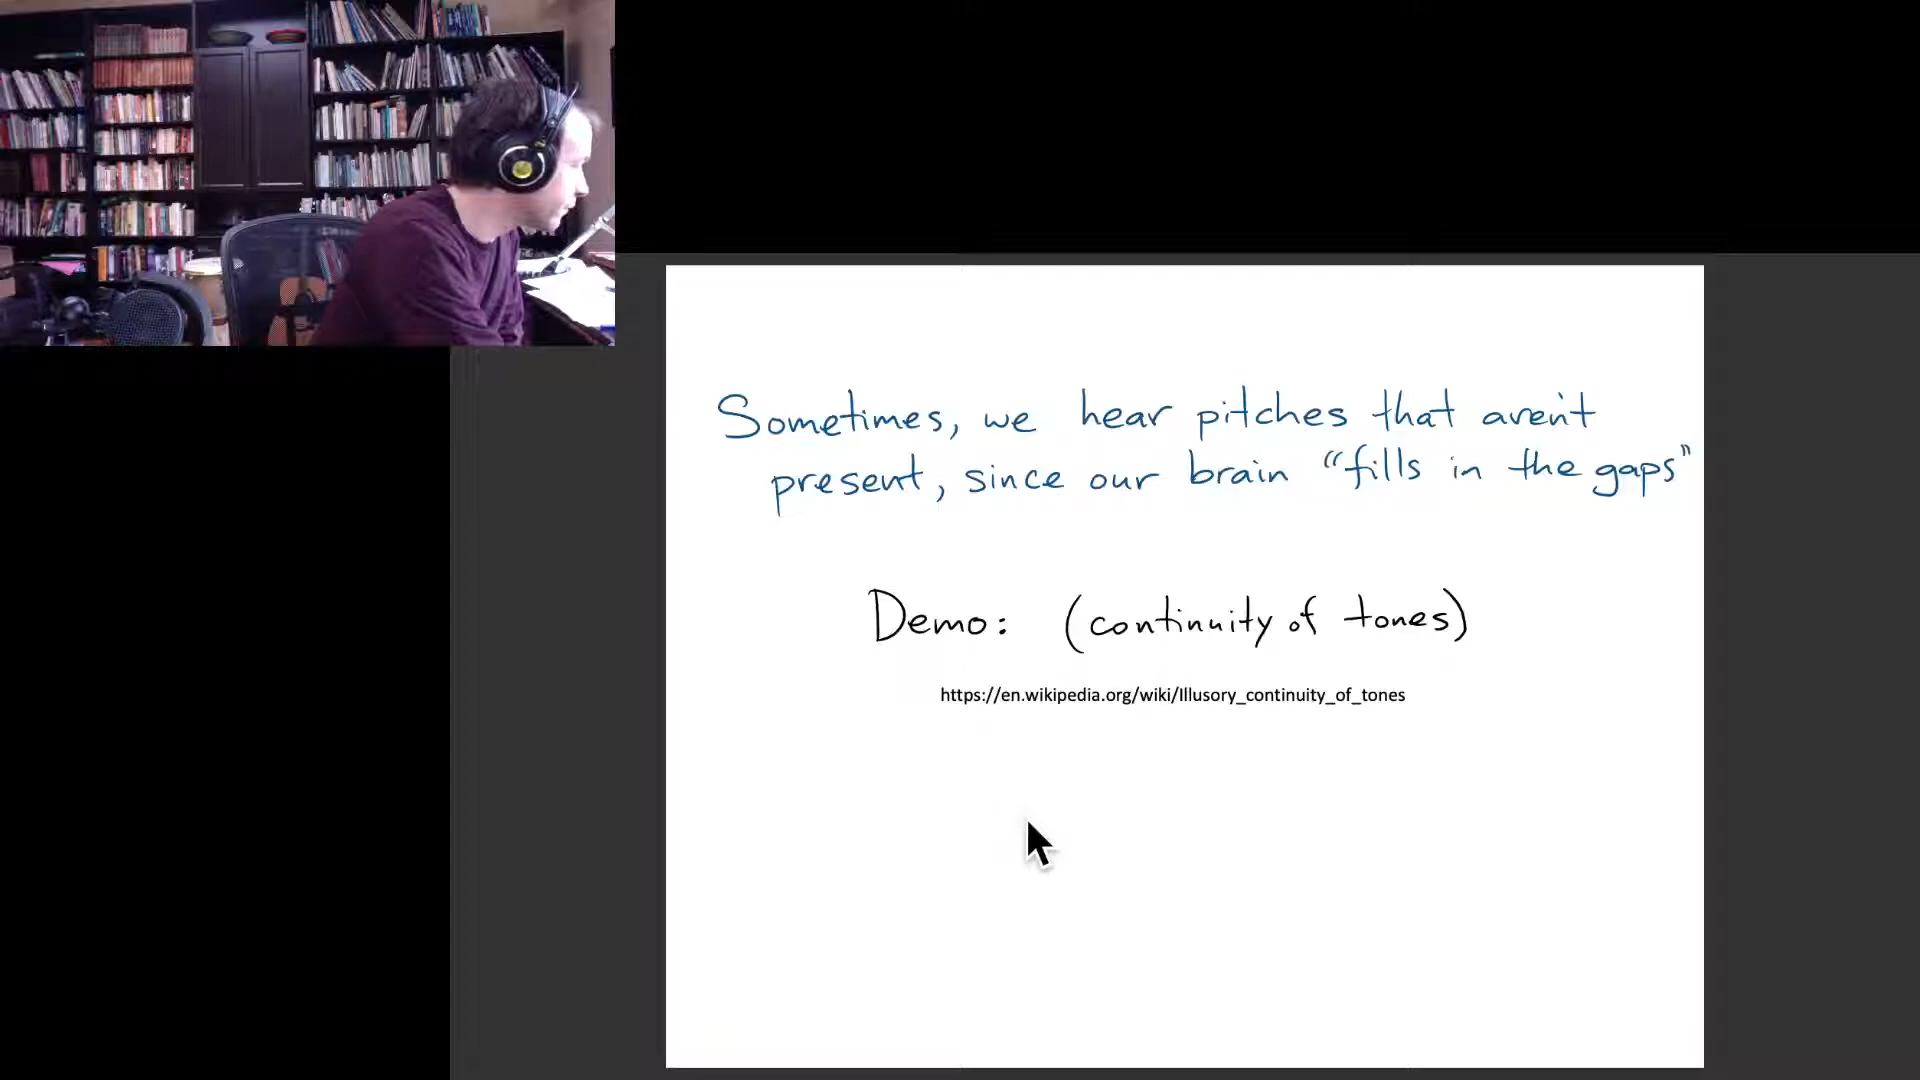 Sometimes, we hear pitches that aren't
present, since our brain “fills in the gaps”
Demo: (continuity of tones)
https://en.wikipedia.org/wiki/Illusory_continuity_of_tones